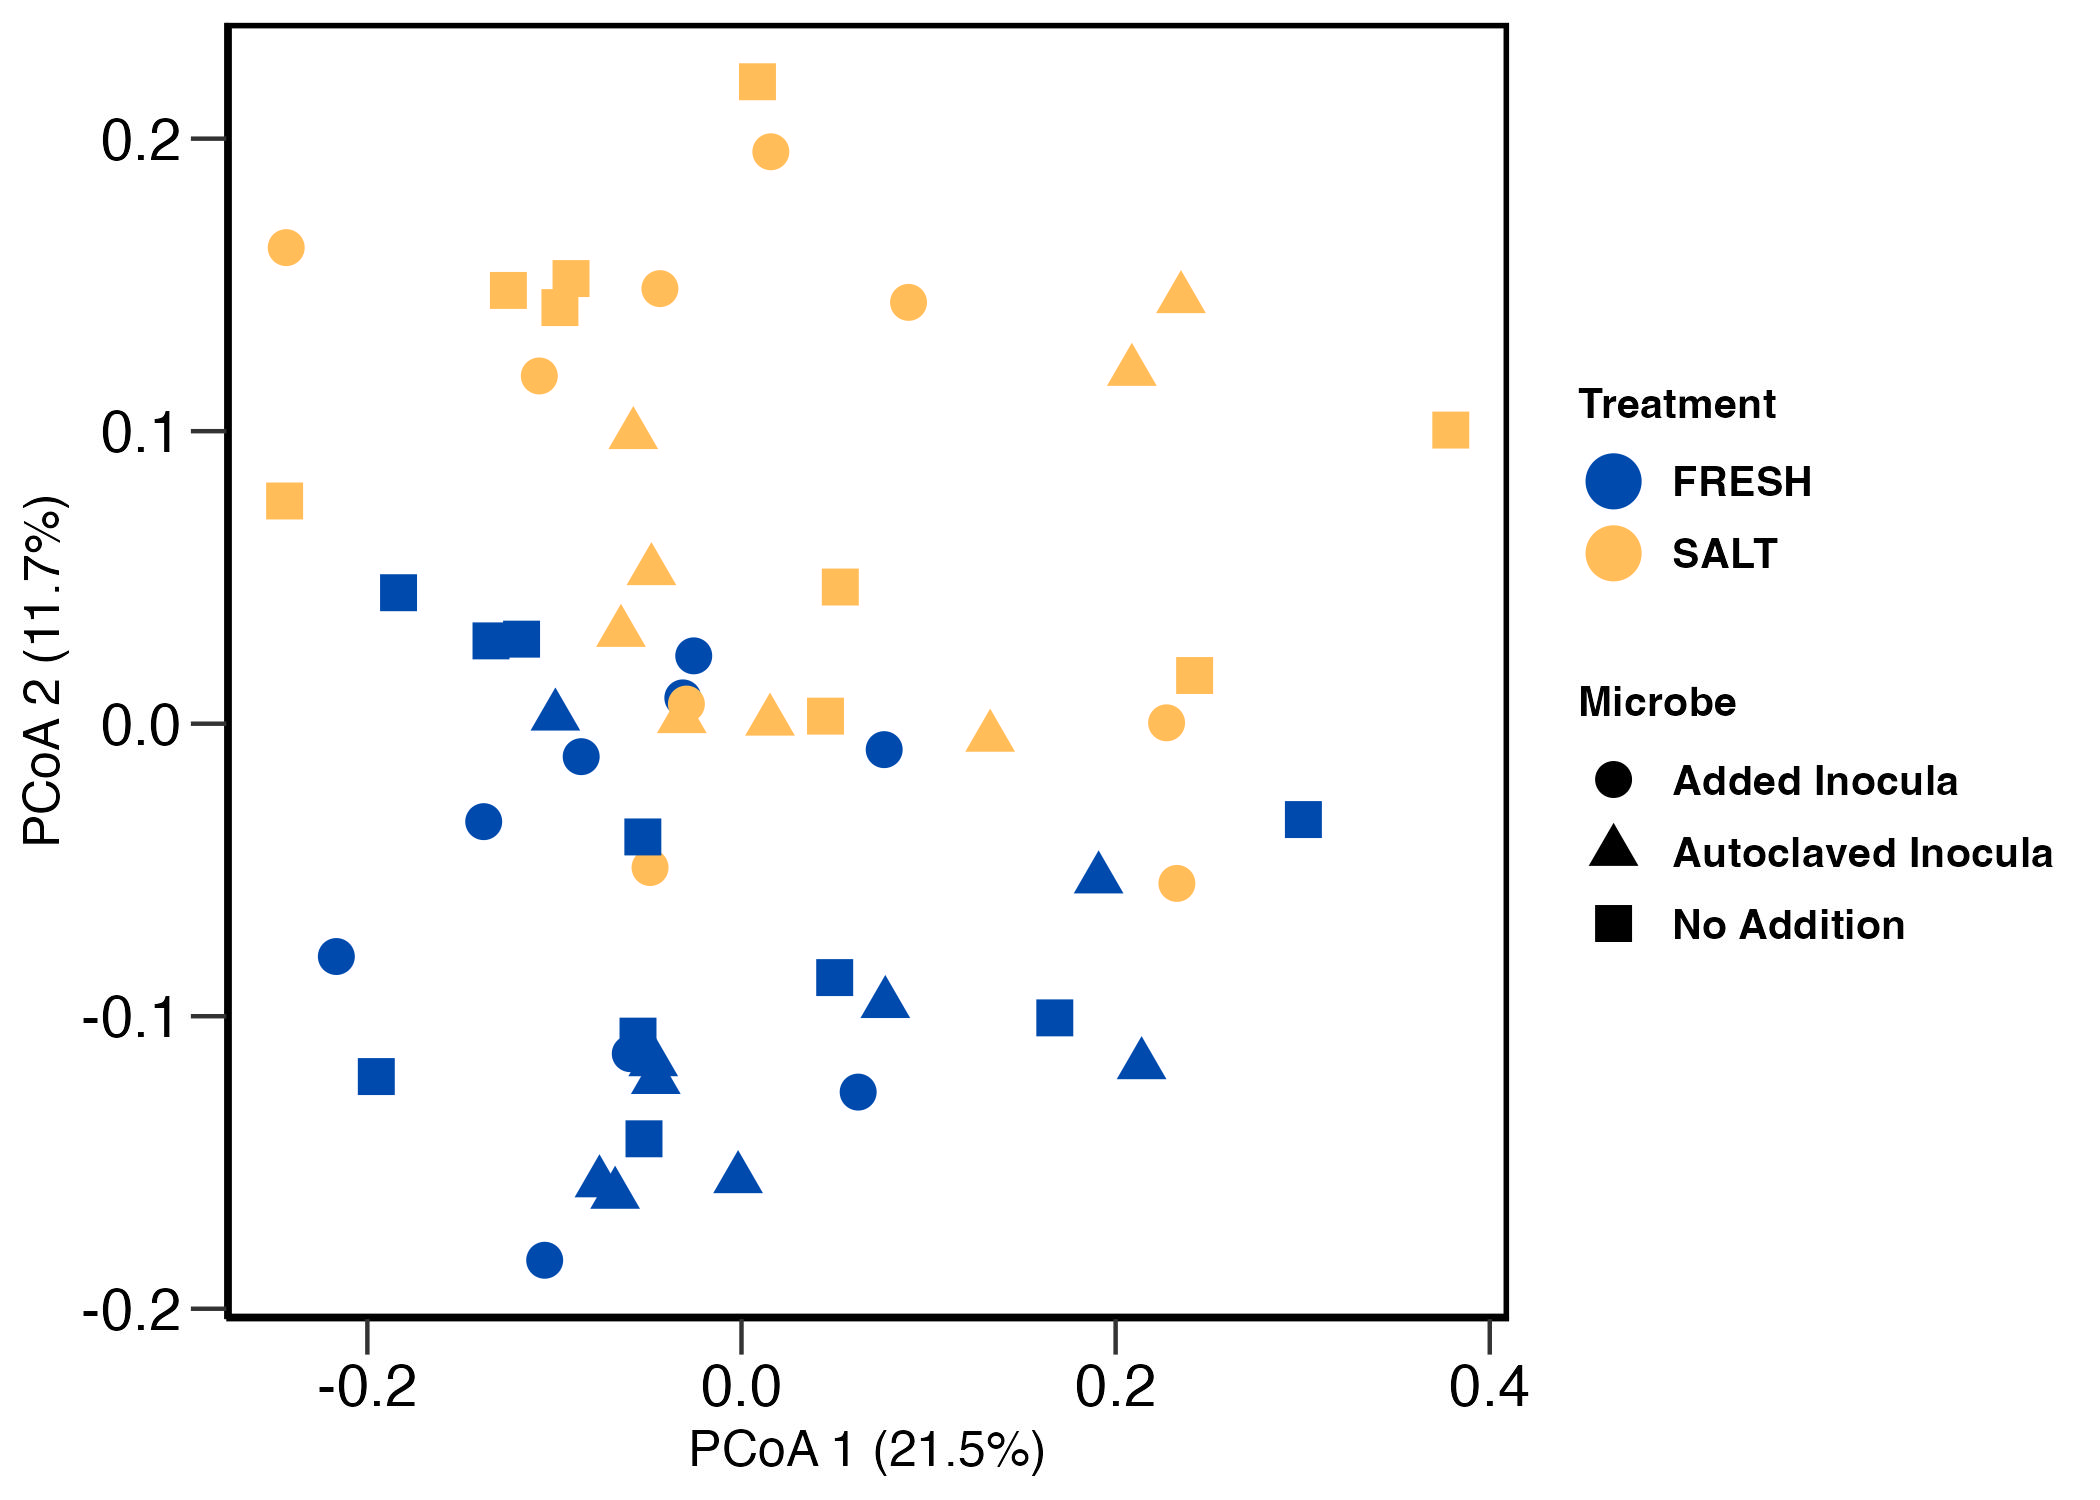 0.2
0.1
0.0
-0.1
-0.2
PCoA 2 (11.7%)
-0.2
0.0
0.2
0.4
PCoA 1 (21.5%)
Treatment
FRESH
SALT
Microbe
Added Inocula
Autoclaved Inocula
No Addition